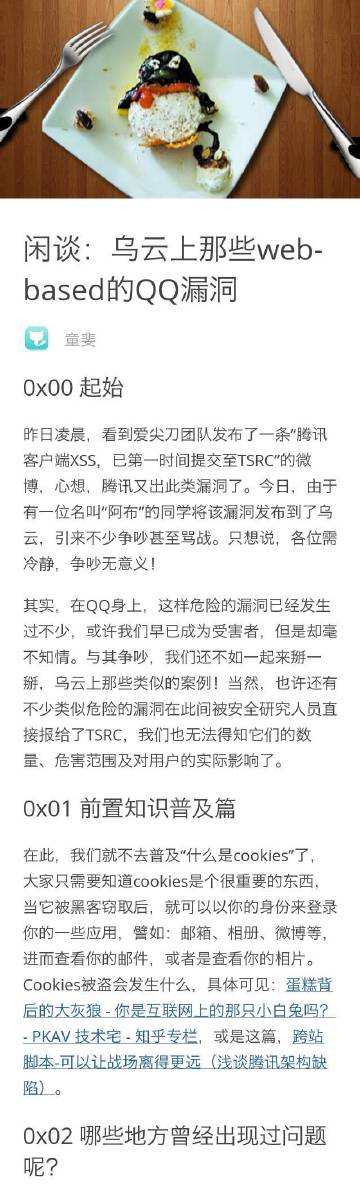 闲谈：乌云上那些web-
based的QQ漏洞
童斐
0x00 起始
昨日凌晨，看到爱尖刀团队发布了一条“腾讯
客户端XSS，已第一时间提交至TSRC”的微
博，心想，腾讯又出此类漏洞了。今日，由于
有一位名叫“阿布”的同学将该漏洞发布到了乌
云，引来不少争吵甚至骂战。只想说，各位需
冷静，争吵无意义！
其实，在QQ身上，这样危险的漏洞已经发生
过不少，或许我们早已成为受害者，但是却毫
不知情。与其争吵，我们还不如一起来掰一
掰，乌云上那些类似的案例！当然，也许还有
不少类似危险的漏洞在此间被安全研究人员直
接报给了TSRC，我们也无法得知它们的数
量、危害范围及对用户的实际影响了。
0x01 前置知识普及篇
在此，我们就不去普及“什么是cookies”了，
大家只需要知道cookies是个很重要的东西，
当它被黑客窃取后，就可以以你的身份来登录
你的一些应用，譬如：邮箱、相册、微博等，
进而查看你的邮件，或者是查看你的相片。
Cookies被盗会发生什么，具体可见：蛋糕背
后的大灰狼 - 你是互联网上的那只小白兔吗？
- PKAV 技术宅 - 知乎专栏，或是这篇，跨站
脚本-可以让战场离得更远（浅谈腾讯架构缺
陷）。
0x02 哪些地方曾经出现过问题
呢？